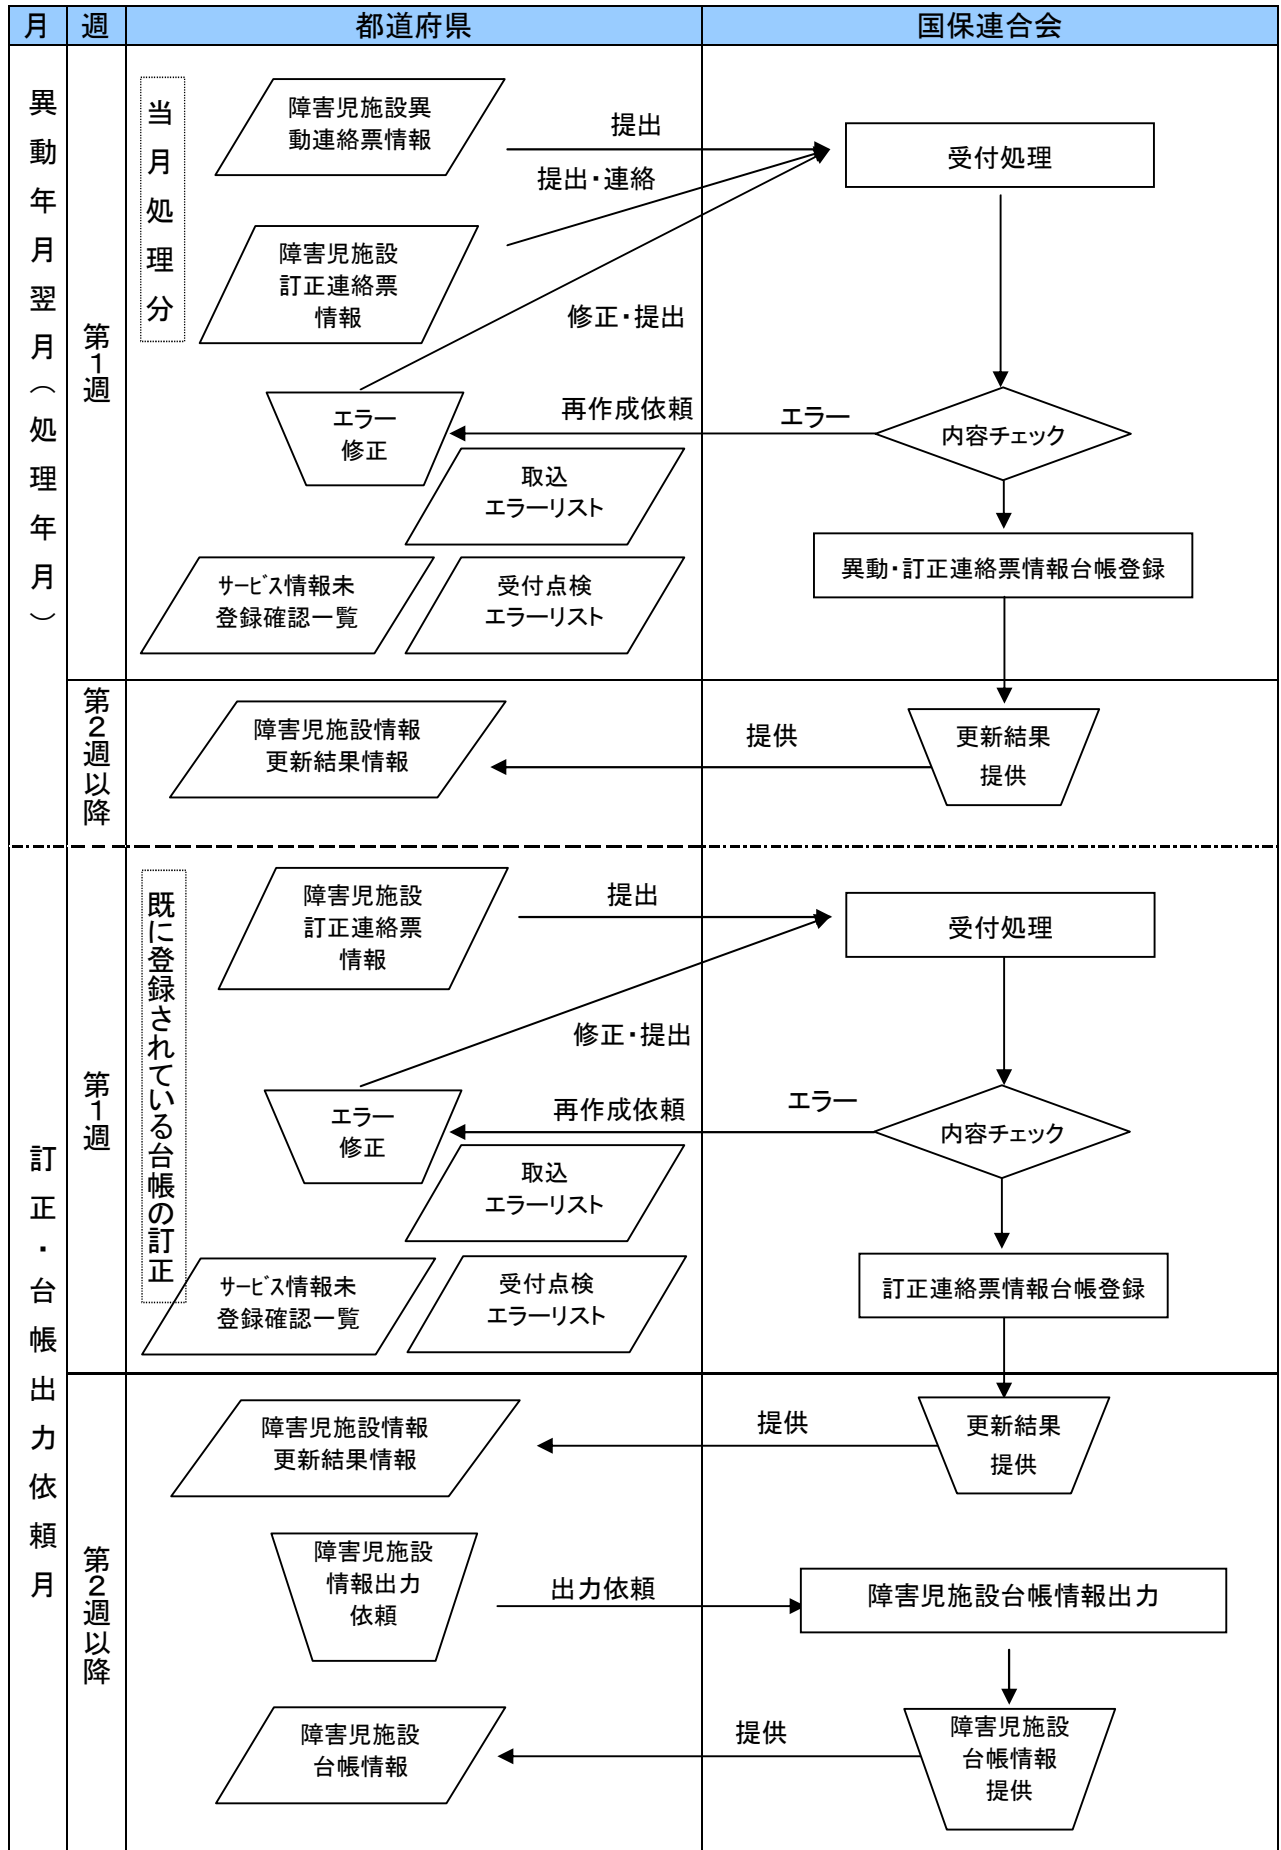 月
週
都道府県
国保連合会
異動年月翌月（処理年月）
第1週
当月処理分
障害児施設異
動連絡票情報
提出
受付処理
提出・連絡
障害児施設
訂正連絡票
情報
修正・提出
エラー
修正
再作成依頼
エラー
内容チェック
取込
エラーリスト
異動・訂正連絡票情報台帳登録
サービス情報未
登録確認一覧
受付点検
エラーリスト
第2週以降
障害児施設情報
更新結果情報
提供
更新結果
提供
訂正・台帳出力依頼月
第1週
既に登録されている台帳の訂正
障害児施設
訂正連絡票
情報
提出
受付処理
修正・提出
エラー
修正
再作成依頼
エラー
内容チェック
取込
エラーリスト
訂正連絡票情報台帳登録
サービス情報未
登録確認一覧
受付点検
エラーリスト
第2週以降
障害児施設情報
更新結果情報
提供
更新結果
提供
障害児施設
情報出力
依頼
出力依頼
障害児施設台帳情報出力
障害児施設
台帳情報
提供
障害児施設
台帳情報
提供